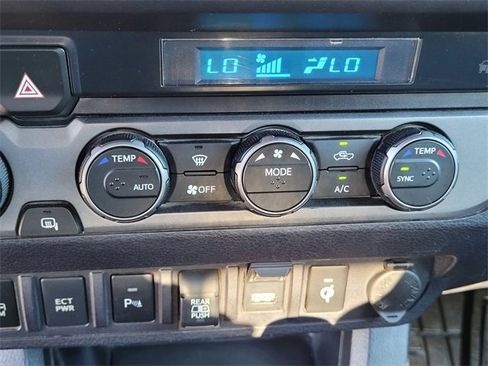 LO LO
TEMP TEMP
AUTO OFF MODE A/C SYNC
ECT
PWR
P
REAR
PUSH